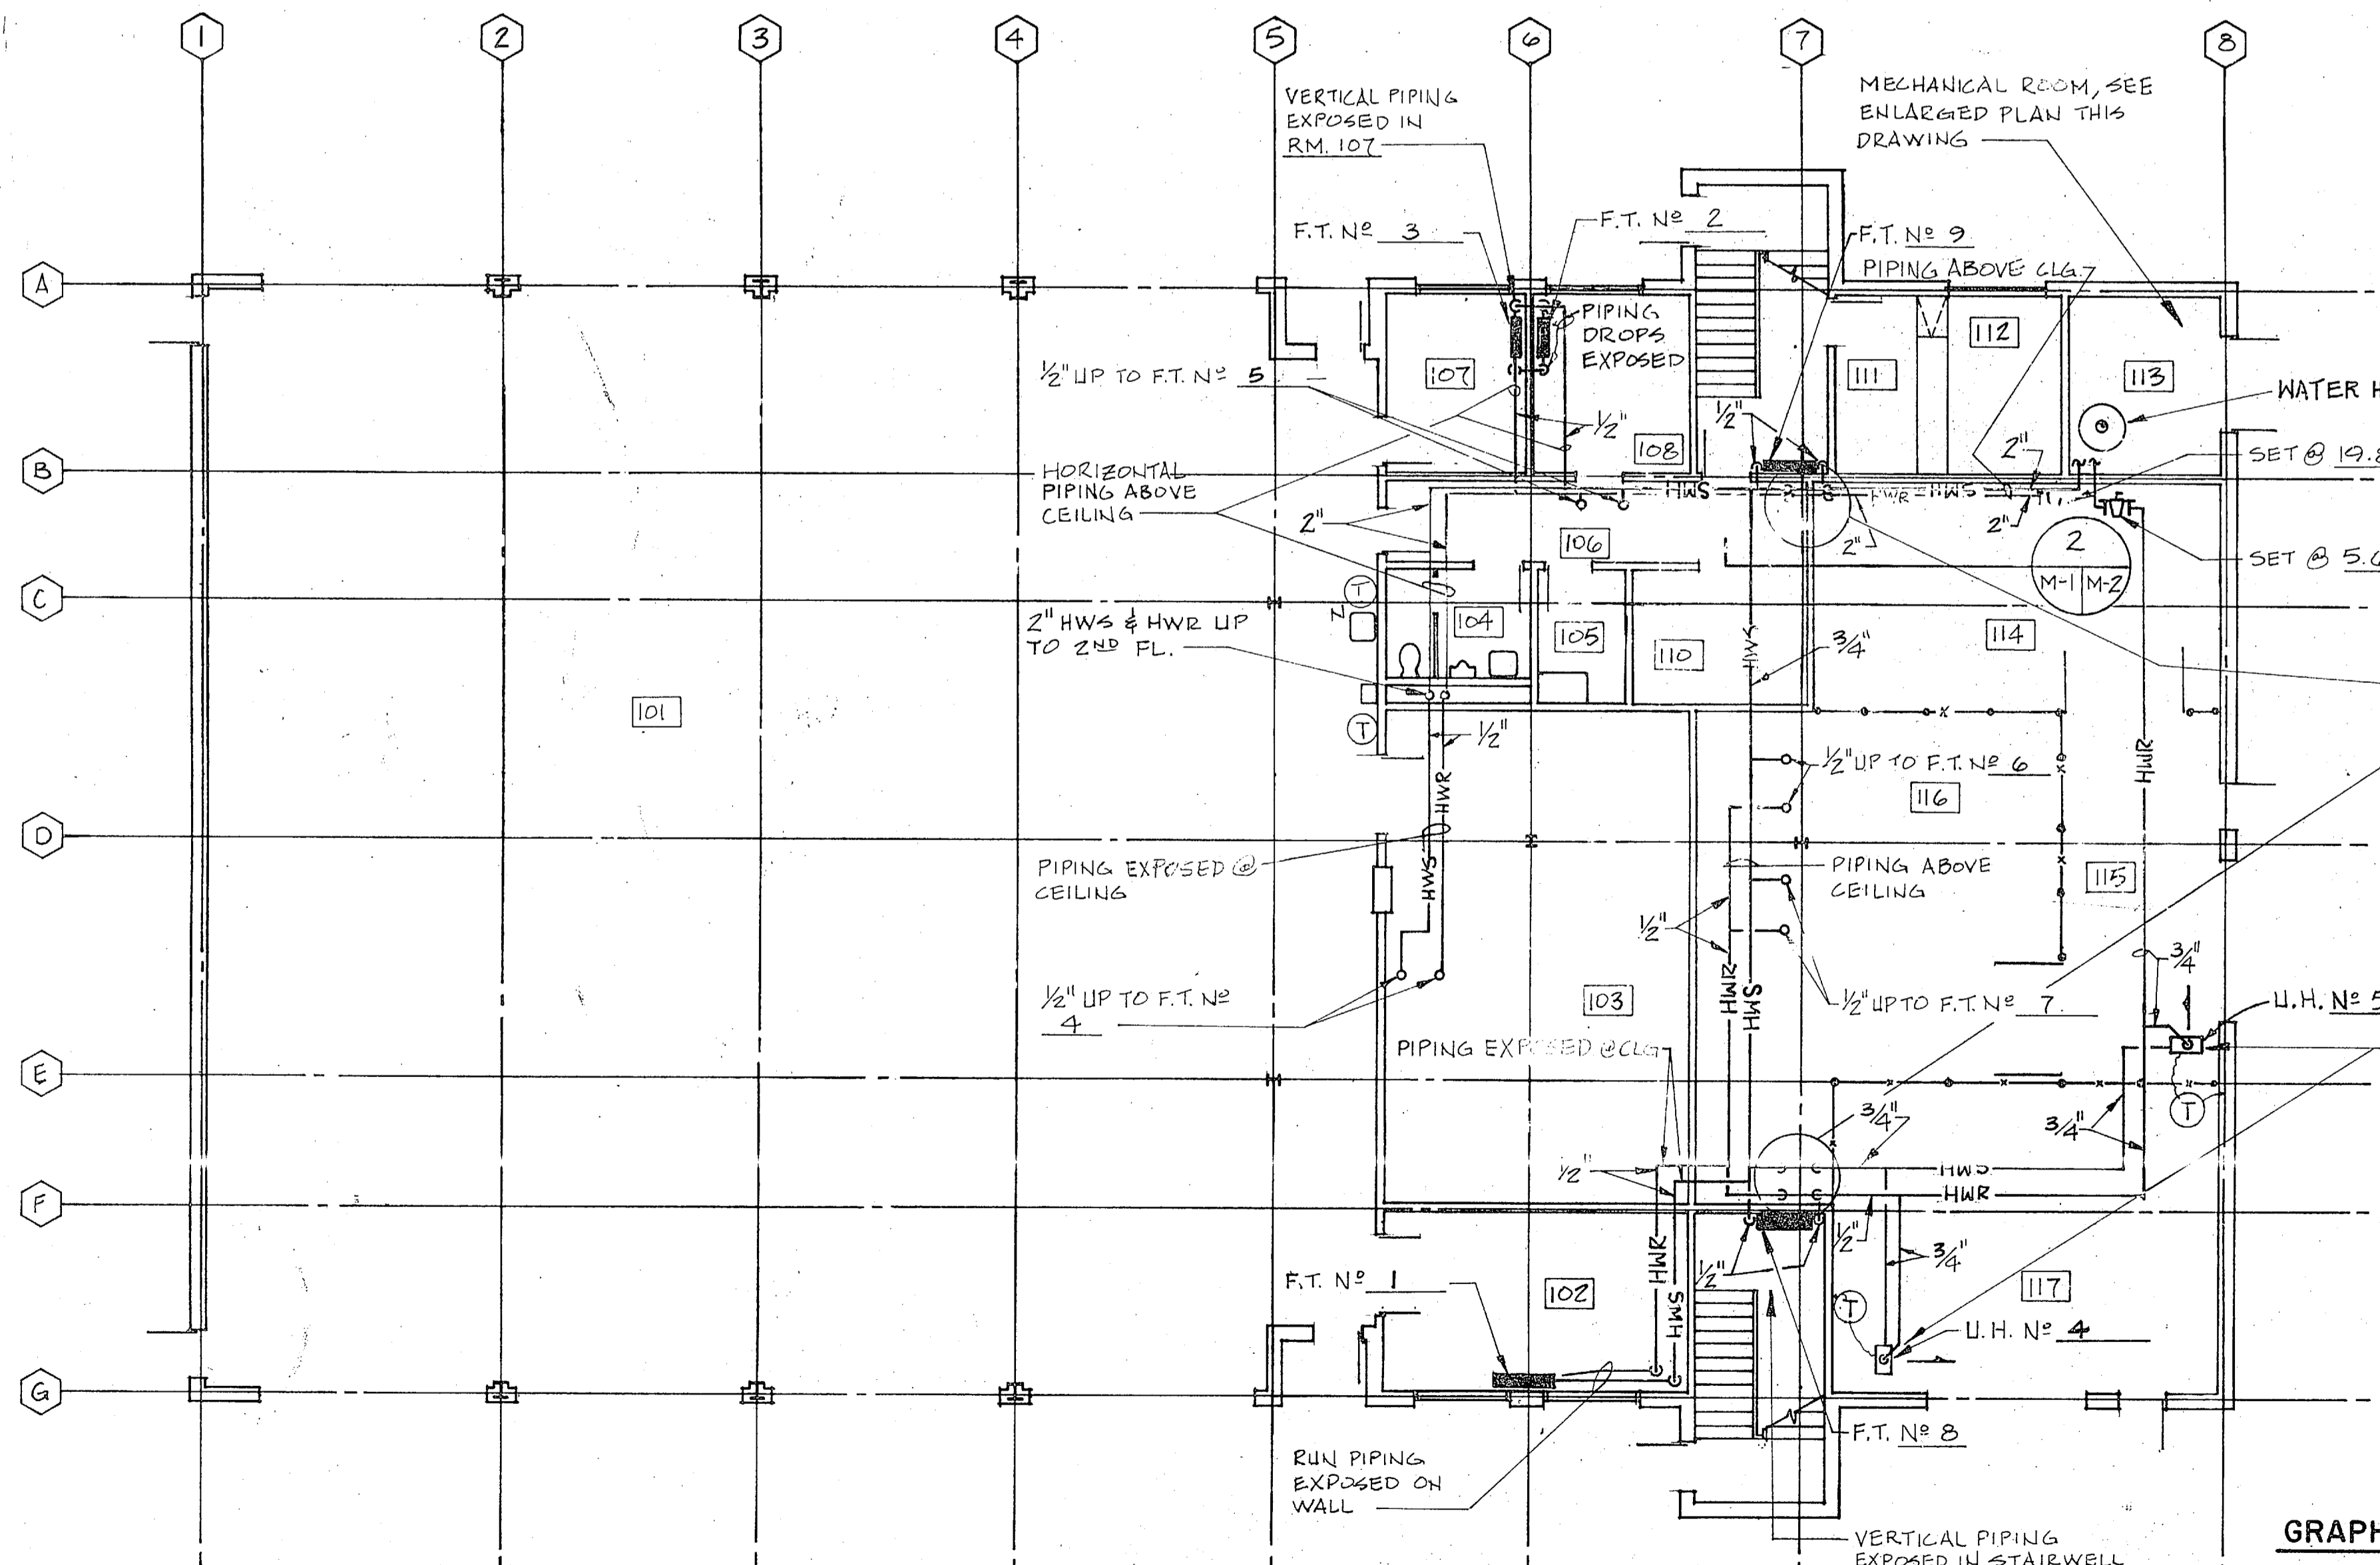 1
2
3
4
5
6
7
8
A
B
C
D
E
F
G
VERTICAL PIPING
EXPOSED IN
RM. 107
MECHANICAL ROOM, SEE
ENLARGED PLAN THIS
DRAWING
F.T. Nº 3
F.T. Nº 2
F.T. Nº 9
PIPING ABOVE CLG.
PIPING
DROPS
EXPOSED
112
107
111
113
½" UP TO F.T. Nº 5
WATER
½"
½"
108
2"
SET @ 19.8
HORIZONTAL
PIPING ABOVE
CEILING
HWS
HWR
HWS
2"
2"
2"
106
2
M-1 M-2
SET @ 5.6
T
Z
2" HWS & HWR UP
TO 2ND FL.
104
105
110
HWS
¾"
114
101
T
½"
½" UP TO F.T. Nº 6
HWR
HWR
116
PIPING EXPOSED @
CEILING
HWS
PIPING ABOVE
CEILING
115
½"
¾"
½" UP TO F.T. Nº
4
103
HWR
HWS
½" UP TO F.T. Nº 7
U.H. Nº 5
PIPING EXPOSED @ CLG
T
¾"
¾"
½"
HWS
HWR
½"
¾"
HWR
½"
F.T. Nº 1
102
HWS
T
117
U.H. Nº 4
F.T. Nº 8
RUN PIPING
EXPOSED ON
WALL
VERTICAL PIPING
EXPOSED IN STAIRWELL
GRAPH